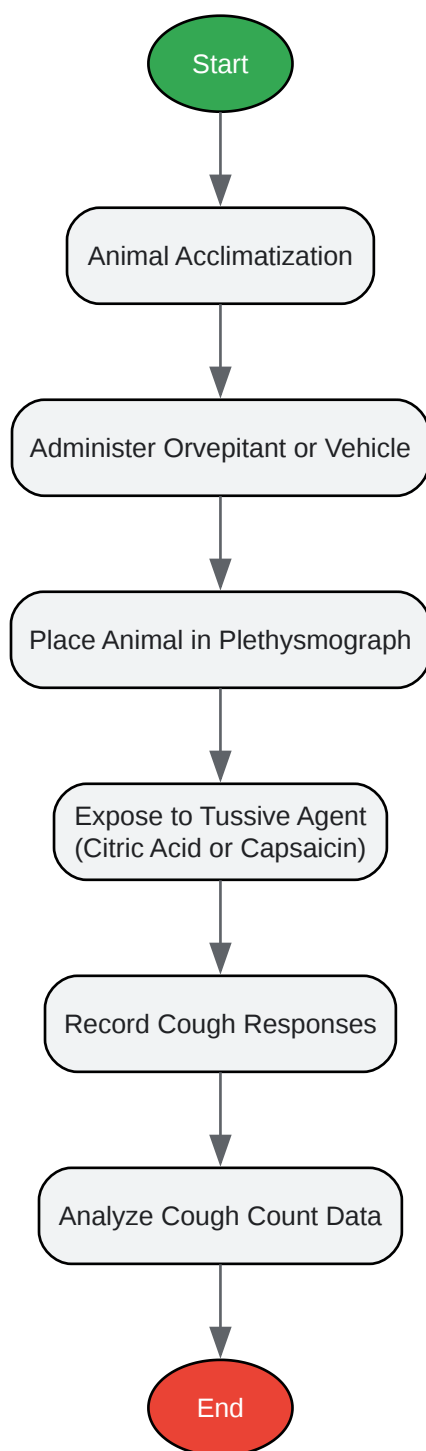 Start
Animal Acclimatization
Administer Orvepitant or Vehicle
Place Animal in Plethysmograph
Expose to Tussive Agent
(Citric Acid or Capsaicin)
Record Cough Responses
Analyze Cough Count Data
End